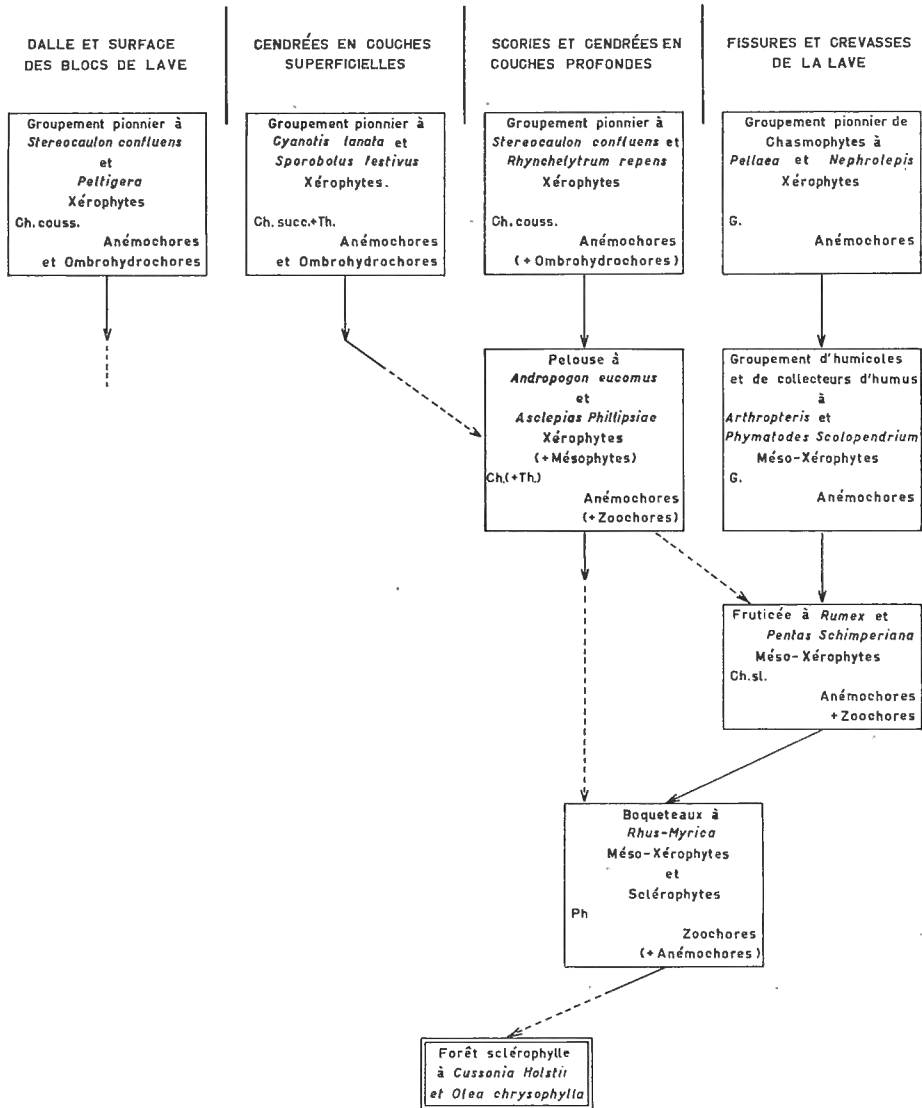 DALLE ET SURFACE
DES BLOCS DE LAVE
CENDRÉES EN COUCHES
SUPERFICIELLES
SCORIES ET CENDRÉES EN
COUCHES PROFONDES
FISSURES ET CREVASSES
DE LA LAVE
Groupement pionnier à
Stereocaulon confluens
et
Peltigera
Xérophytes
Ch. couss.
Anémochores
et Ombrohydrochores
Groupement pionnier à
Cyanotis lanata et
Sporobolus festivus
Xérophytes.
Ch. succ.+Th.
Anémochores
et Ombrohydrochores
Groupement pionnier à
Stereocaulon confluens et
Rhynchelytrum repens
Xérophytes
Ch. couss.
Anémochores
(+ Ombrohydrochores)
Groupement pionnier de
Chasmophytes à
Pellaea et Nephrolepis
Xérophytes
G.
Anémochores
Pelouse à
Andropogon eucomus
et
Asclepias Phillipsiae
Xérophytes
(+Mésophytes)
Ch.(+Th.)
Anémochores
(+Zoochores)
Groupement d'humicoles
et de collecteurs d'humus
à
Arthropteris et
Phymatodes Scolopendrium
Méso-Xérophytes
G.
Anémochores
Fruticée à Rumex et
Pentas Schimperiana
Méso-Xérophytes
Ch.sl.
Anémochores
+ Zoochores
Boqueteaux à
Rhus-Myrica
Méso-Xérophytes
et
Sclérophytes
Ph
Zoochores
(+ Anémochores)
Forêt sclérophylle
à Cussonia Holstii
et Olea chrysophylla